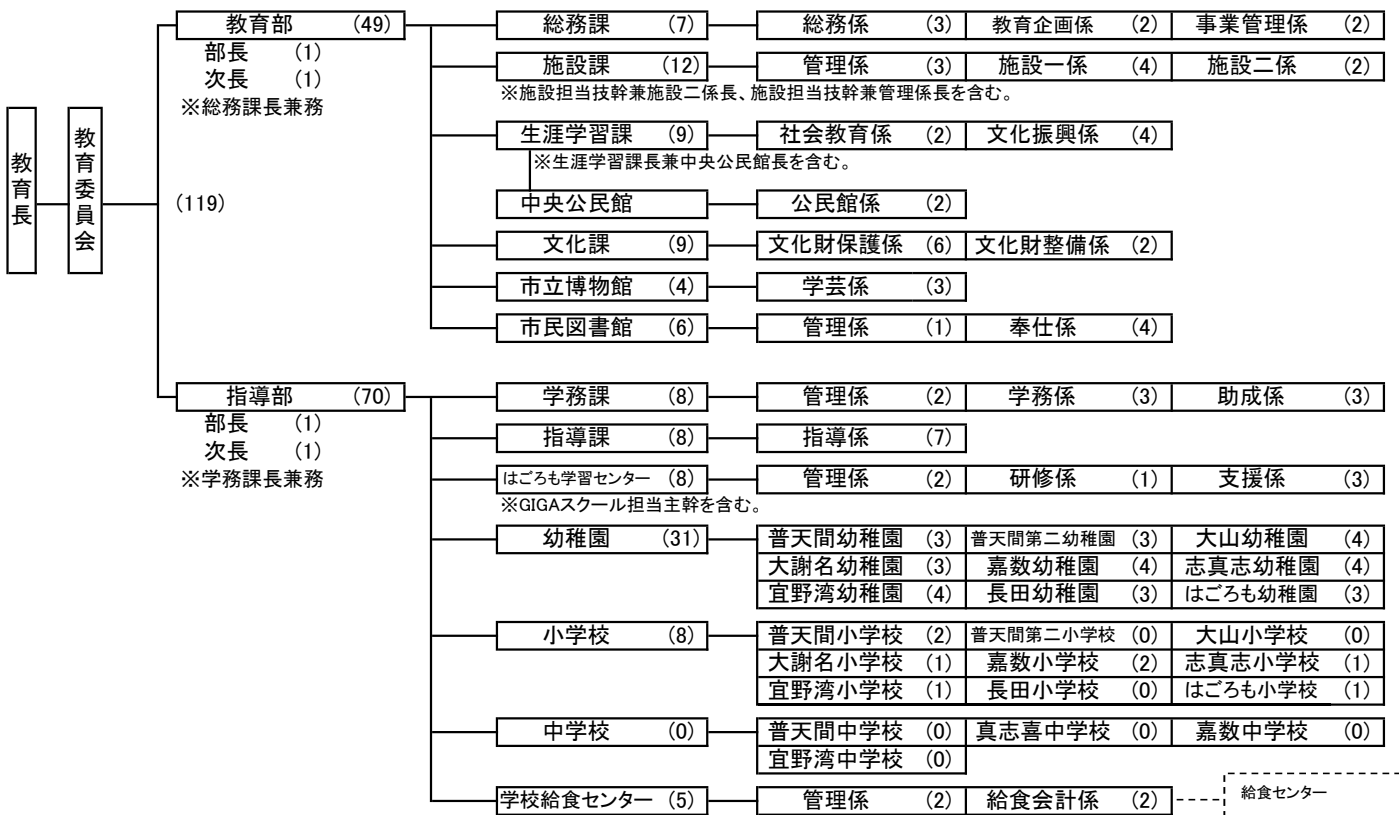 教育長
教育委員会
(119)
教育部 (49)
部長 (1)
次長 (1)
※総務課長兼務
総務課 (7) 総務係 (3) 教育企画係 (2) 事業管理係 (2)
施設課 (12) 管理係 (3) 施設一係 (4) 施設二係 (2)
※施設担当技幹兼施設二係長、施設担当技幹兼管理係長を含む。
生涯学習課 (9) 社会教育係 (2) 文化振興係 (4)
※生涯学習課長兼中央公民館長を含む。
中央公民館 公民館係 (2)
文化課 (9) 文化財保護係 (6) 文化財整備係 (2)
市立博物館 (4) 学芸係 (3)
市民図書館 (6) 管理係 (1) 奉仕係 (4)
指導部 (70)
部長 (1)
次長 (1)
※学務課長兼務
学務課 (8) 管理係 (2) 学務係 (3) 助成係 (3)
指導課 (8) 指導係 (7)
はごろも学習センター (8) 管理係 (2) 研修係 (1) 支援係 (3)
※GIGAスクール担当主幹を含む。
幼稚園 (31) 普天間幼稚園 (3) 普天間第二幼稚園 (3) 大山幼稚園 (4)
大謝名幼稚園 (3) 嘉数幼稚園 (4) 志真志幼稚園 (4)
宜野湾幼稚園 (4) 長田幼稚園 (3) はごろも幼稚園 (3)
小学校 (8) 普天間小学校 (2) 普天間第二小学校 (0) 大山小学校 (0)
大謝名小学校 (1) 嘉数小学校 (2) 志真志小学校 (1)
宜野湾小学校 (1) 長田小学校 (0) はごろも小学校 (1)
中学校 (0) 普天間中学校 (0) 真志喜中学校 (0) 嘉数中学校 (0)
宜野湾中学校 (0)
学校給食センター (5) 管理係 (2) 給食会計係 (2) 給食センター